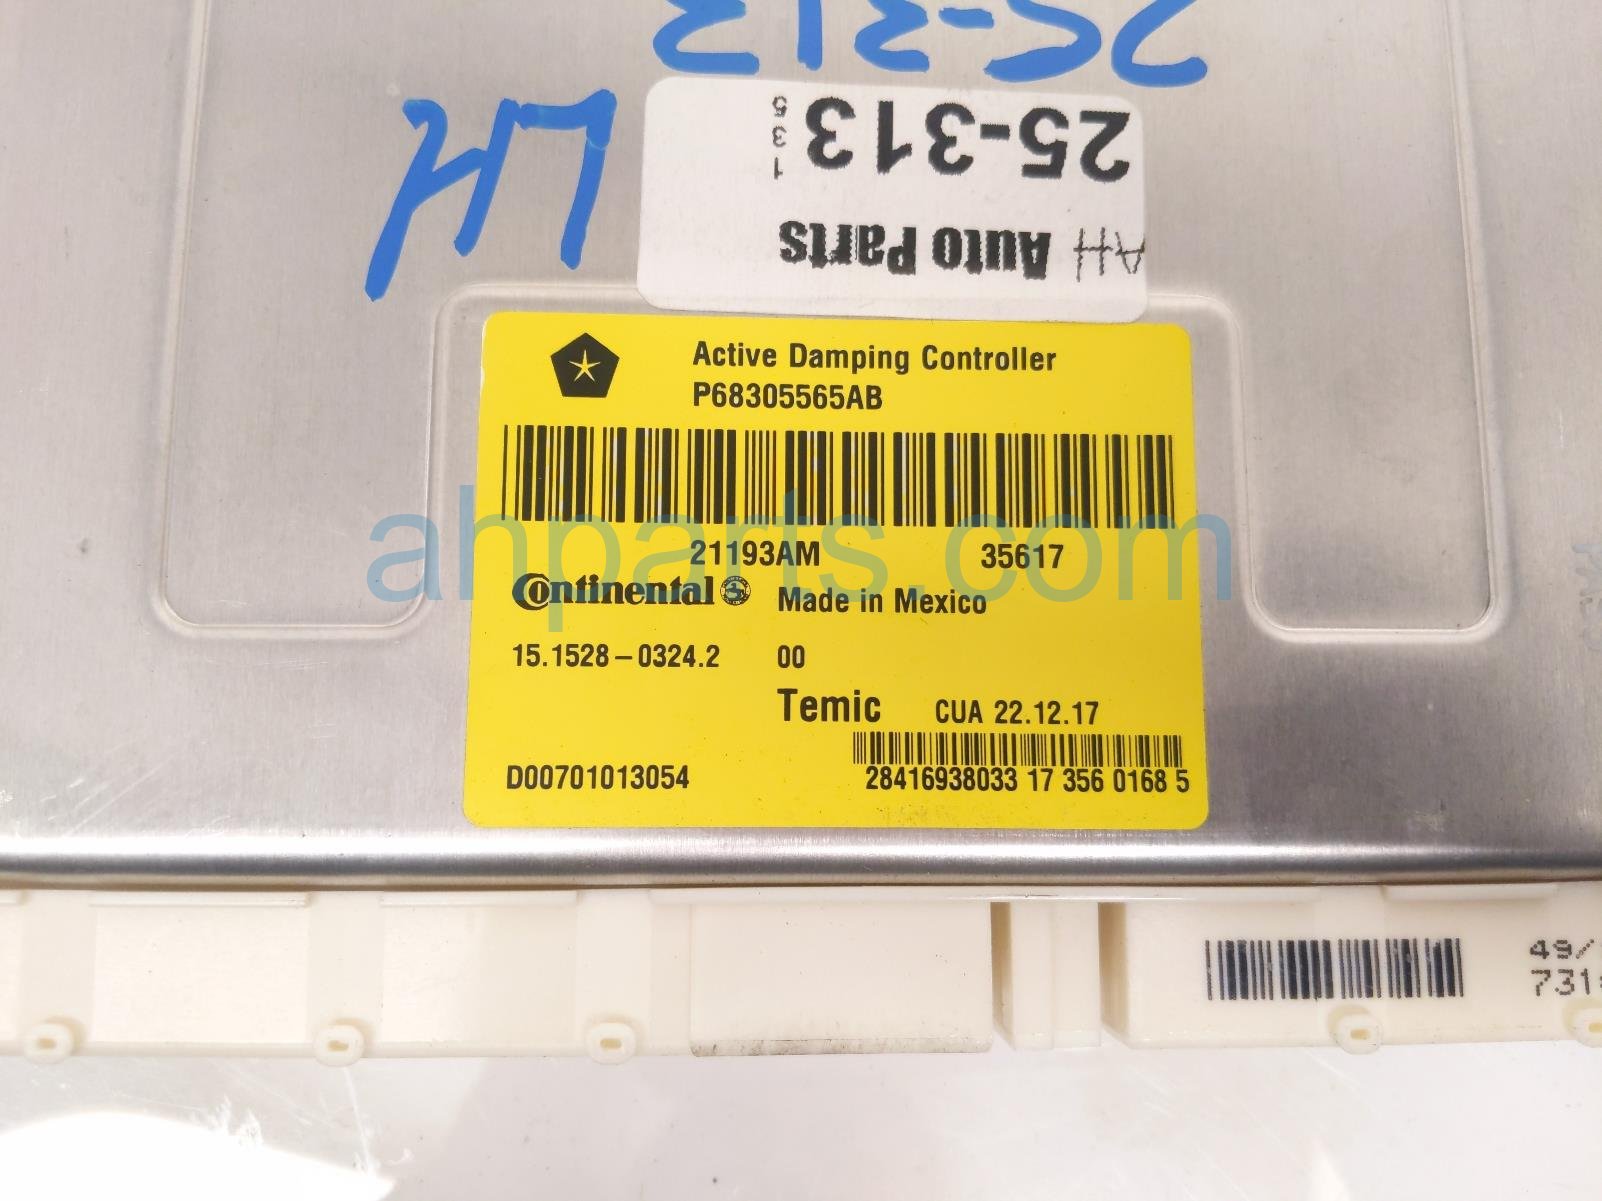 25-313
LH
25-313
1 3 5
AH Auto Parts
Active Damping Controller
P68305565AB
21193AM 35617
Continental Made in Mexico
15.1528-0324.2 00
Temic CUA 22.12.17
D00701013054 28416938033 17 356 0168 5
ahparts.com
49/
731